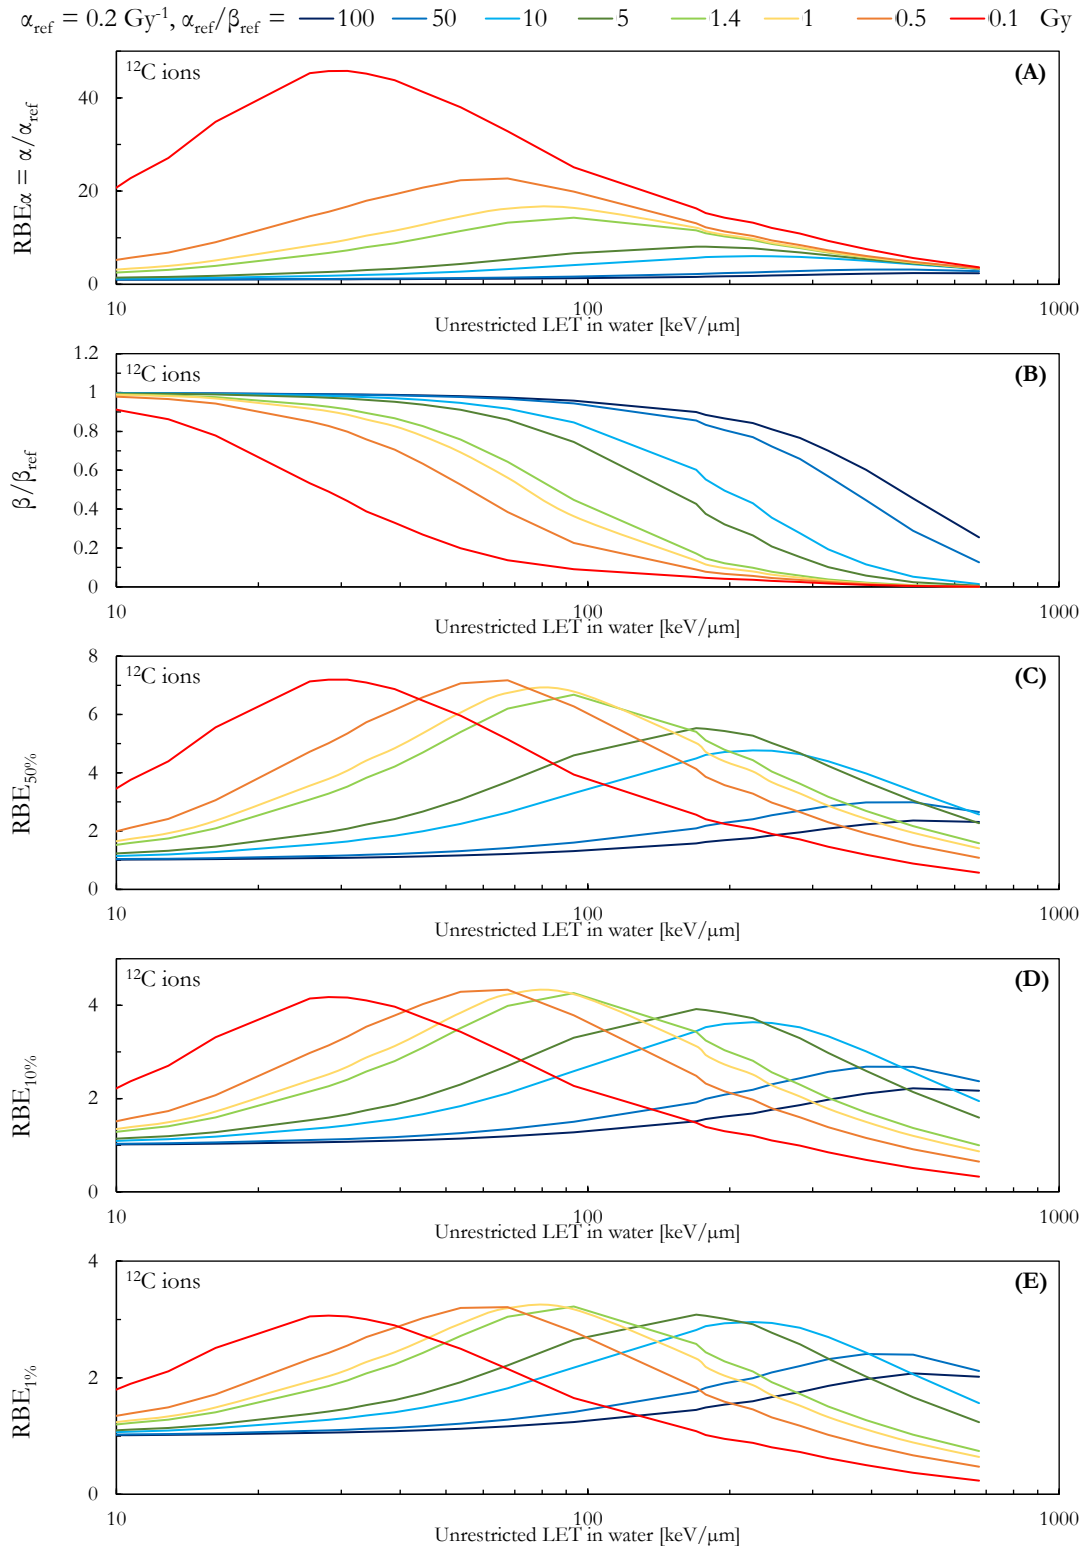 α_ref = 0.2 Gy⁻¹, α_ref/β_ref = 100 50 10 5 1.4 1 0.5 0.1 Gy
¹²C ions
(A)
RBEα = α/α_ref
40
20
0
10 100 1000
Unrestricted LET in water [keV/μm]
¹²C ions
(B)
β/β_ref
1.2
1
0.8
0.6
0.4
0.2
0
10 100 1000
Unrestricted LET in water [keV/μm]
¹²C ions
(C)
RBE₅₀%
8
6
4
2
0
10 100 1000
Unrestricted LET in water [keV/μm]
¹²C ions
(D)
RBE₁₀%
4
2
0
10 100 1000
Unrestricted LET in water [keV/μm]
¹²C ions
(E)
RBE₁%
4
2
0
10 100 1000
Unrestricted LET in water [keV/μm]